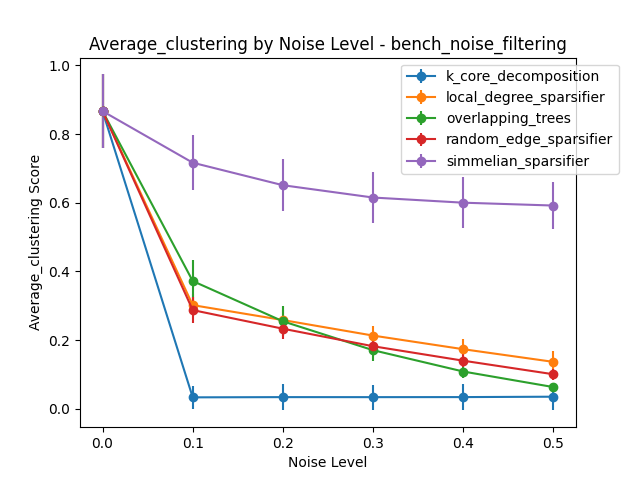 Average_clustering by Noise Level - bench_noise_filtering
k_core_decomposition
local_degree_sparsifier
overlapping_trees
random_edge_sparsifier
simmelian_sparsifier
Average_clustering Score
1.0
0.8
0.6
0.4
0.2
0.0
0.0 0.1 0.2 0.3 0.4 0.5
Noise Level